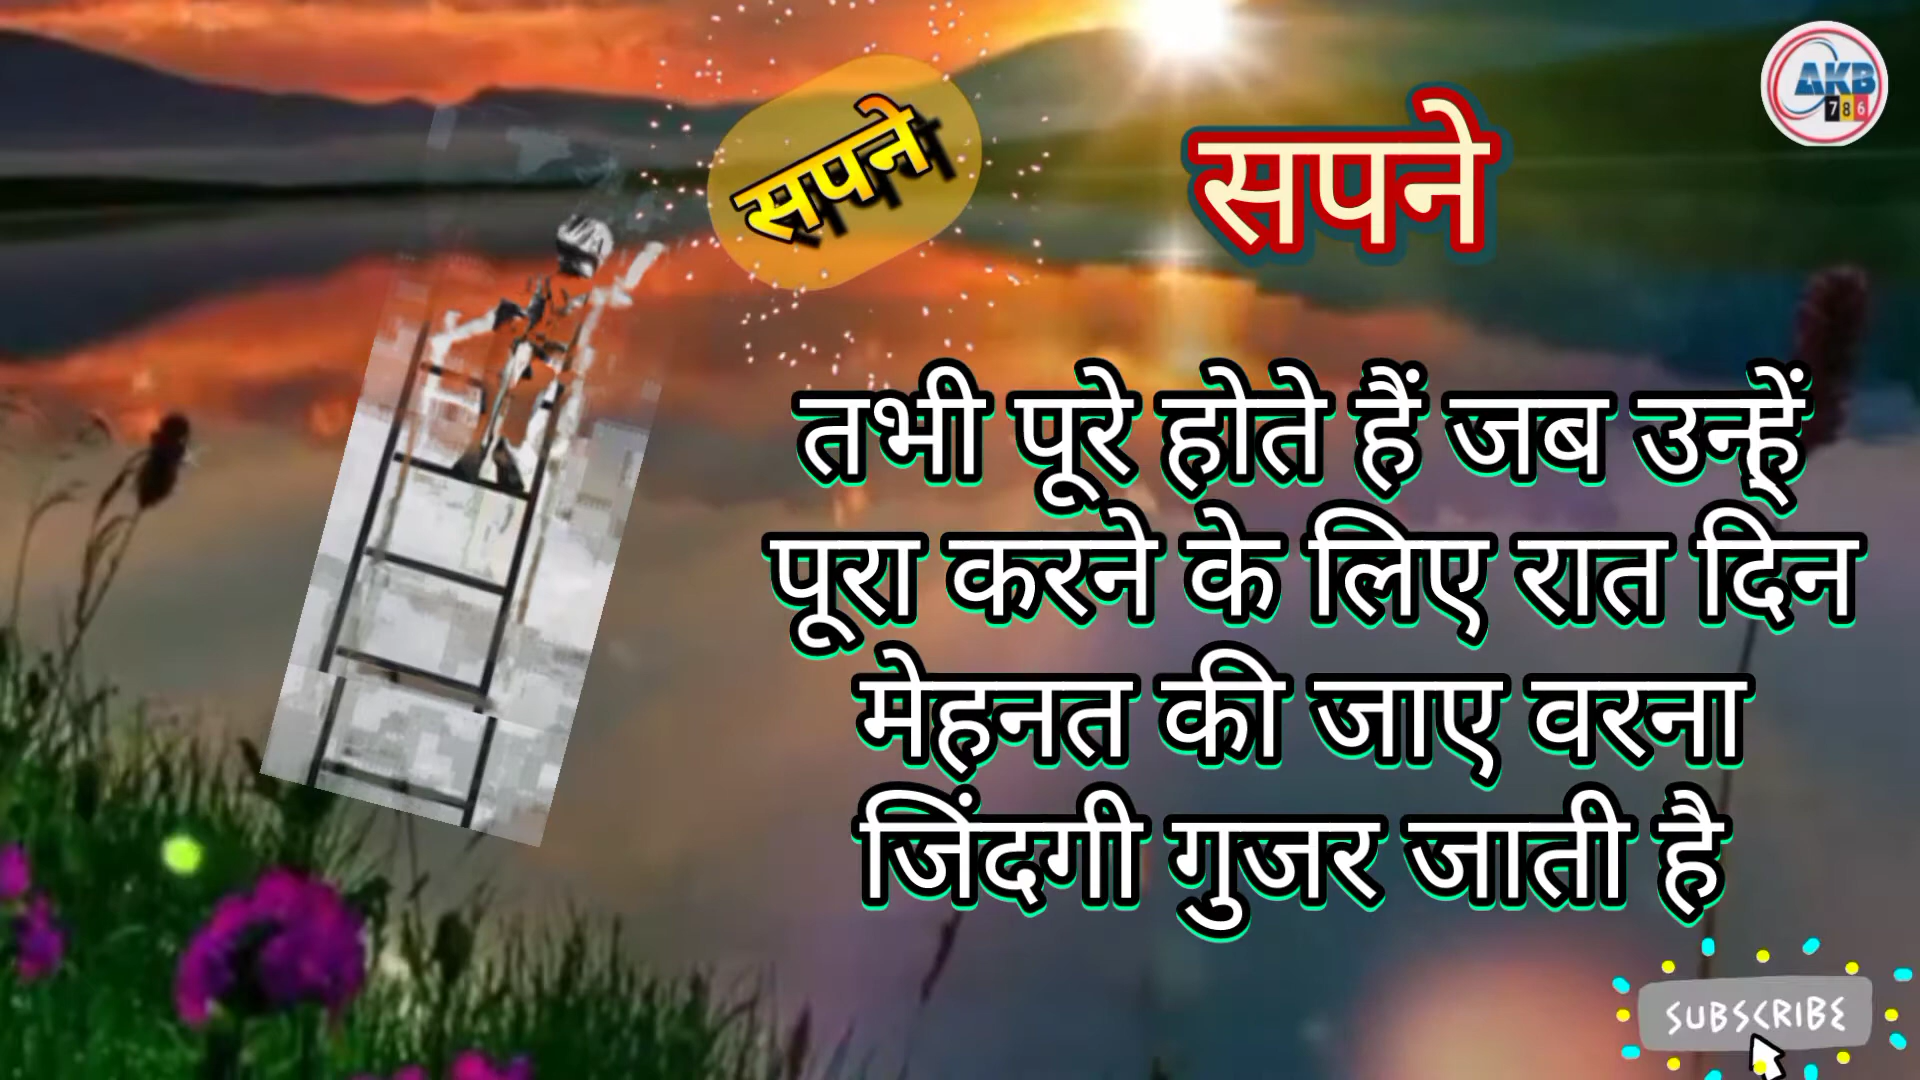 सपने
सपने
AKB
786
तभी पूरे होते हैं जब उन्हें
पूरा करने के लिए रात दिन
मेहनत की जाए वरना
जिंदगी गुजर जाती है
SUBSCRIBE